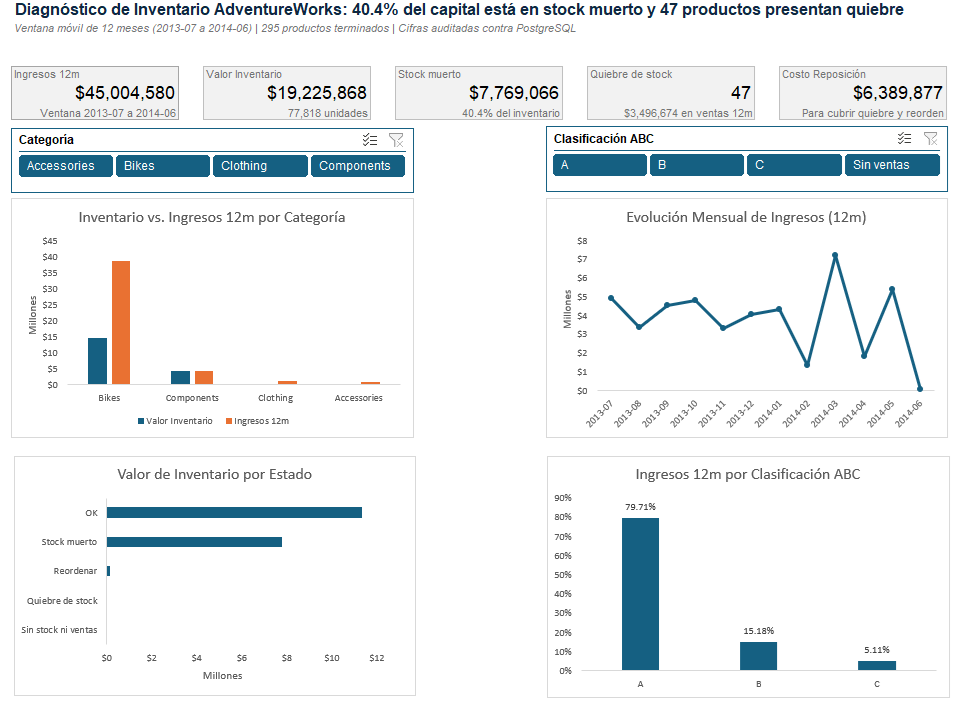 Diagnóstico de Inventario AdventureWorks: 40.4% del capital está en stock muerto y 47 productos presentan quiebre
Ventana móvil de 12 meses (2013-07 a 2014-06) | 295 productos terminados | Cifras auditadas contra PostgreSQL
Ingresos 12m
$45,004,580
Ventana 2013-07 a 2014-06
Valor Inventario
$19,225,868
77,818 unidades
Stock muerto
$7,769,066
40.4% del inventario
Quiebre de stock
47
$3,496,674 en ventas 12m
Costo Reposición
$6,389,877
Para cubrir quiebre y reorden
Categoría
Accessories
Bikes
Clothing
Components
Clasificación ABC
A
B
C
Sin ventas
Inventario vs. Ingresos 12m por Categoría
Millones
$45
$40
$35
$30
$25
$20
$15
$10
$5
$0
Bikes
Components
Clothing
Accessories
Valor Inventario
Ingresos 12m
Evolución Mensual de Ingresos (12m)
Millones
$8
$7
$6
$5
$4
$3
$2
$1
$0
2013-07
2013-08
2013-09
2013-10
2013-11
2013-12
2014-01
2014-02
2014-03
2014-04
2014-05
2014-06
Valor de Inventario por Estado
OK
Stock muerto
Reordenar
Quiebre de stock
Sin stock ni ventas
$0
$2
$4
$6
$8
$10
$12
Millones
Ingresos 12m por Clasificación ABC
90%
80%
70%
60%
50%
40%
30%
20%
10%
0%
79.71%
15.18%
5.11%
A
B
C